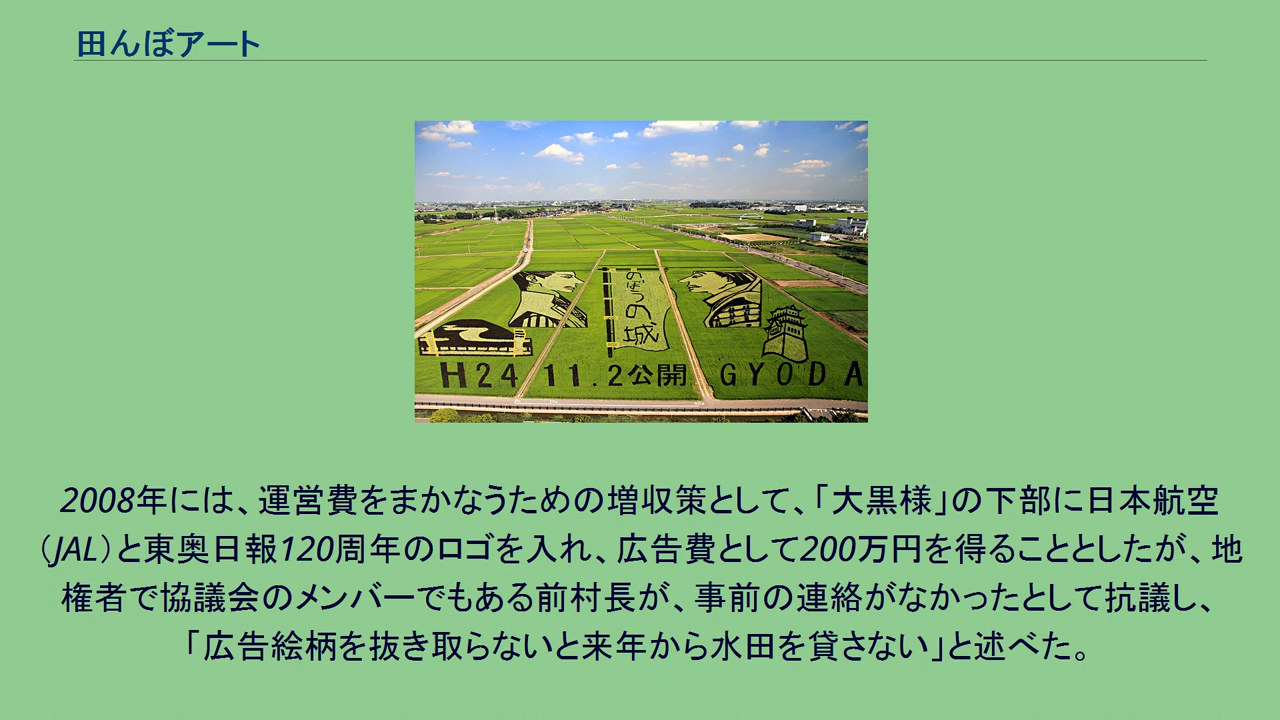 田んぼアート
のぼうの城
H24 11.2公開 GYODA
2008年には、運営費をまかなうための増収策として、「大黒様」の下部に日本航空
（JAL）と東奥日報120周年のロゴを入れ、広告費として200万円を得ることとしたが、地
権者で協議会のメンバーでもある前村長が、事前の連絡がなかったとして抗議し、
「広告絵柄を抜き取らないと来年から水田を貸さない」と述べた。